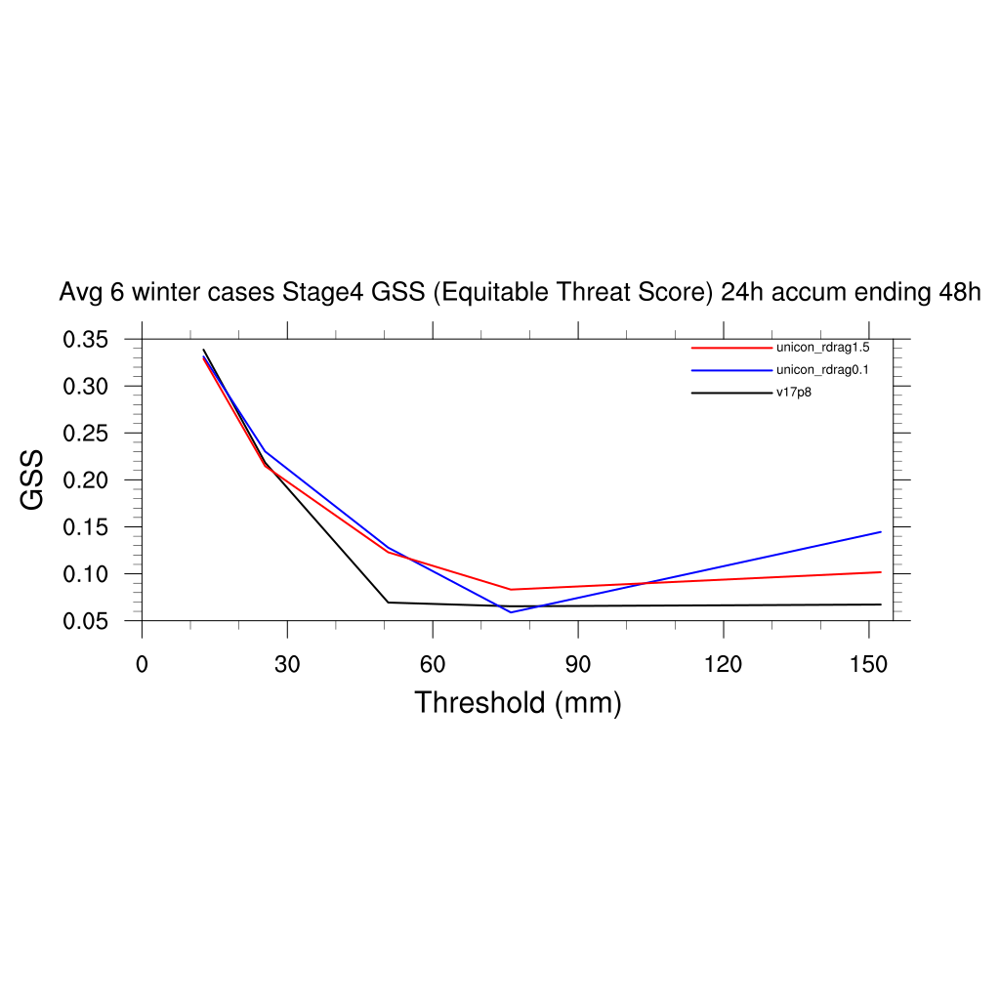 Avg 6 winter cases Stage4 GSS (Equitable Threat Score) 24h accum ending 48h
0.35
0.30
0.25
0.20
0.15
0.10
0.05
GSS
unicon_rdrag1.5
unicon_rdrag0.1
v17p8
0 30 60 90 120 150
Threshold (mm)